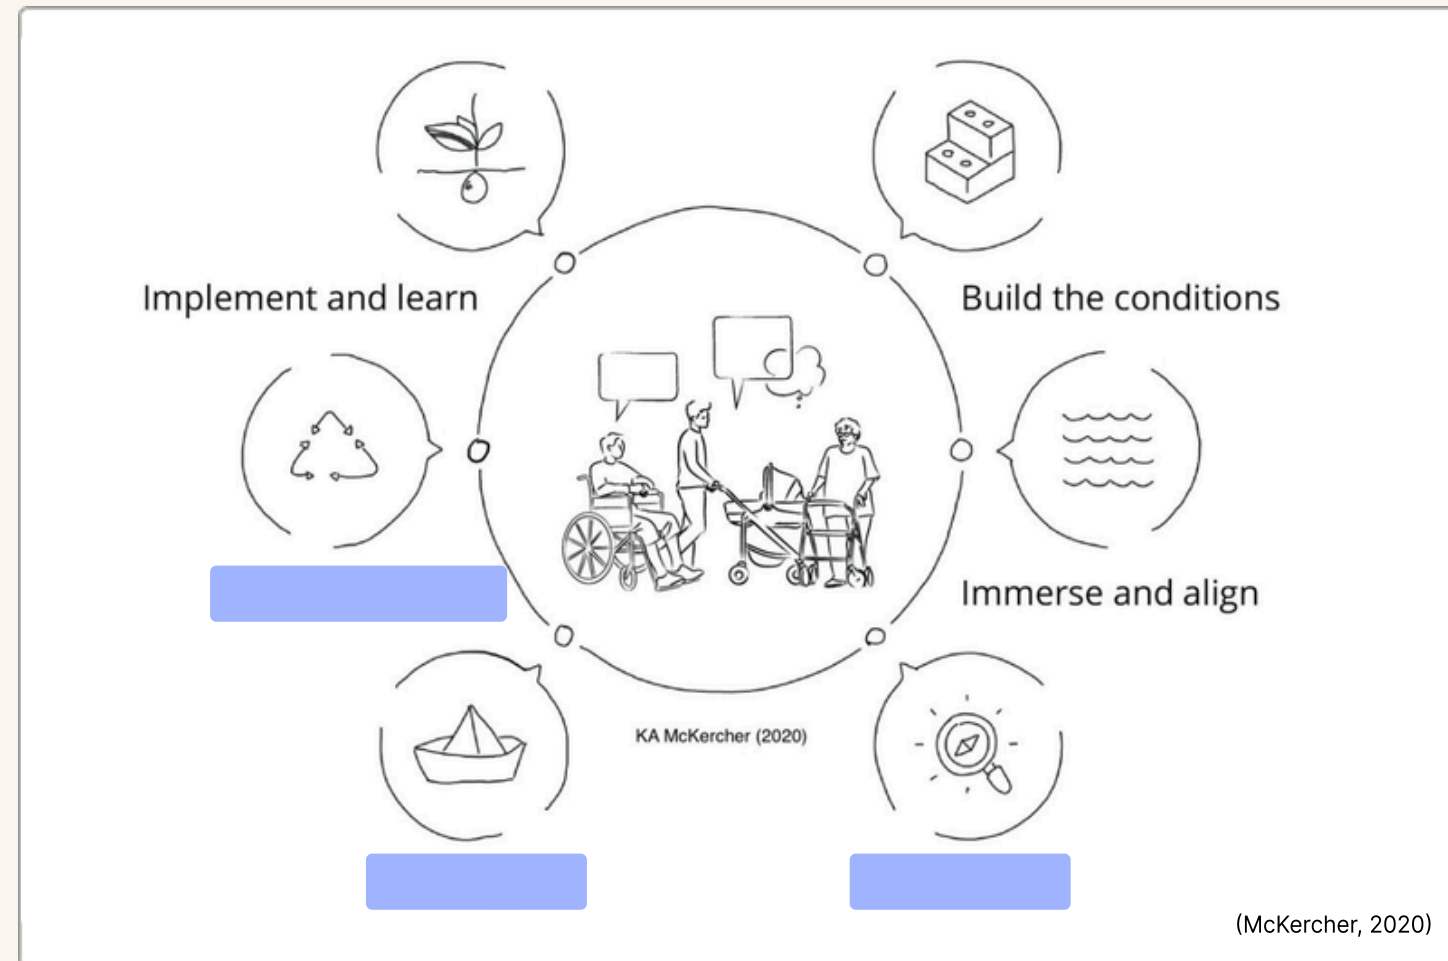 Implement and learn
Build the conditions
Immerse and align
KA McKercher (2020)
(McKercher, 2020)